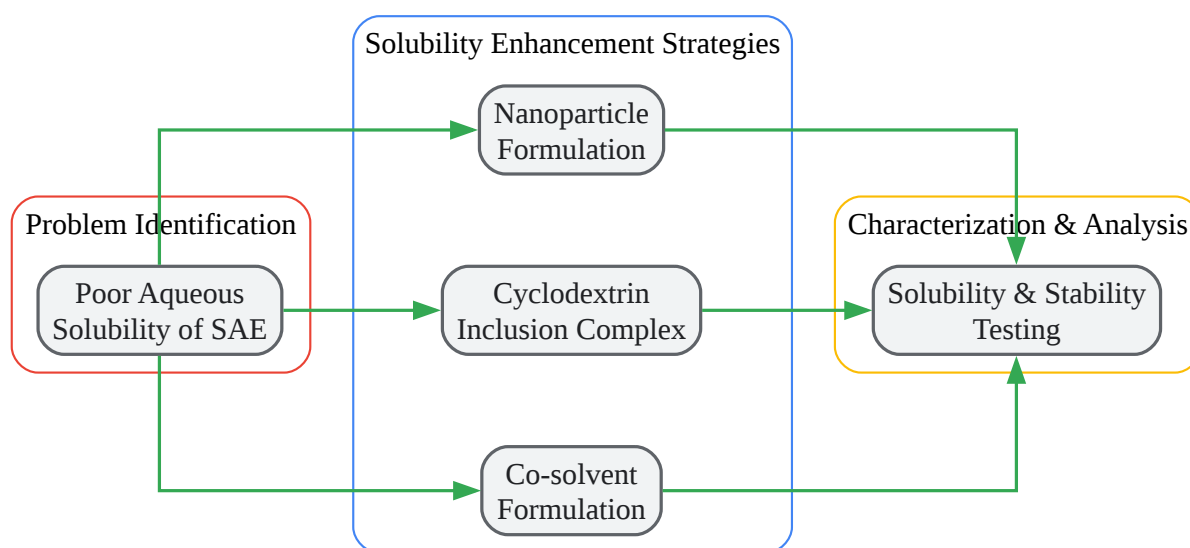 Solubility Enhancement Strategies
Nanoparticle
Formulation
Problem Identification
Poor Aqueous
Solubility of SAE
Cyclodextrin
Inclusion Complex
Characterization & Analysis
Solubility & Stability
Testing
Co-solvent
Formulation